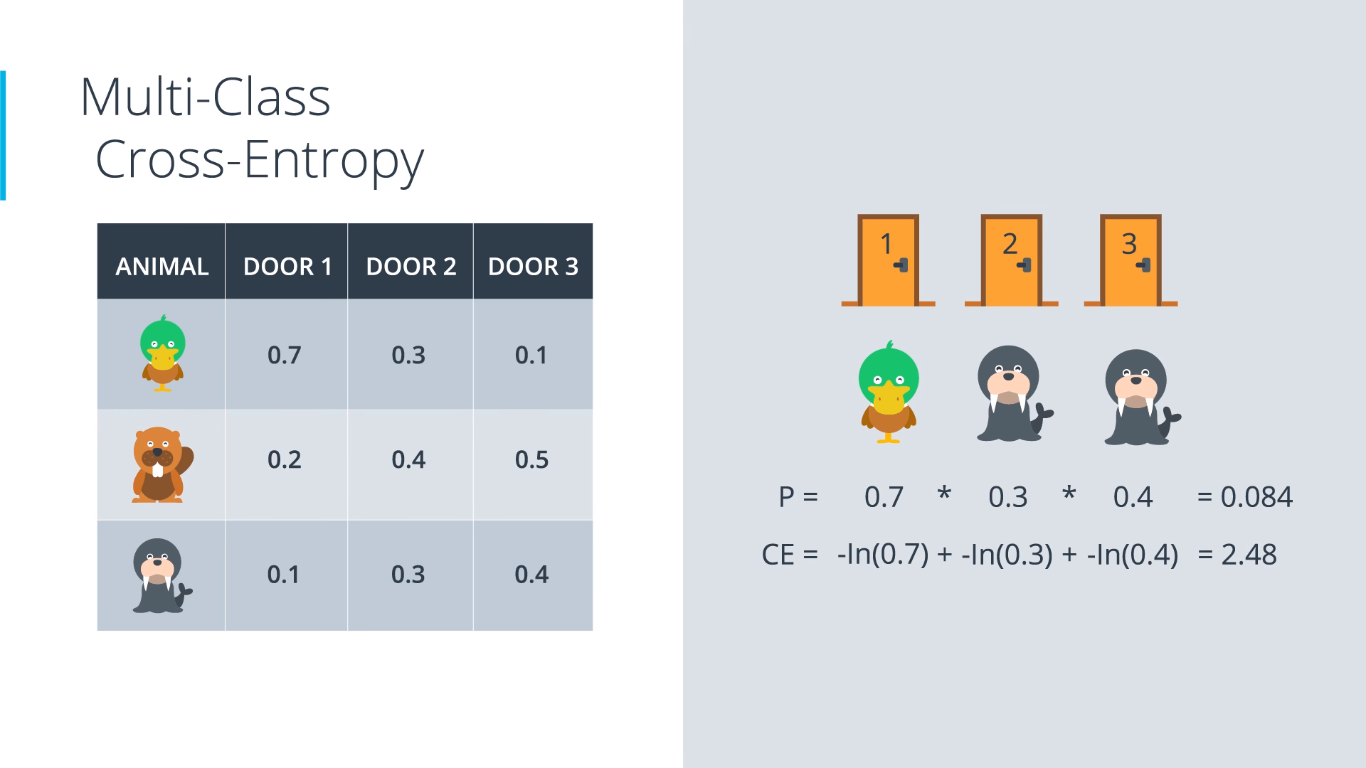 Multi-Class
Cross-Entropy
ANIMAL DOOR 1 DOOR 2 DOOR 3
0.7 0.3 0.1
0.2 0.4 0.5
0.1 0.3 0.4
1 2 3
P = 0.7 * 0.3 * 0.4 = 0.084
CE = -ln(0.7) + -ln(0.3) + -ln(0.4) = 2.48